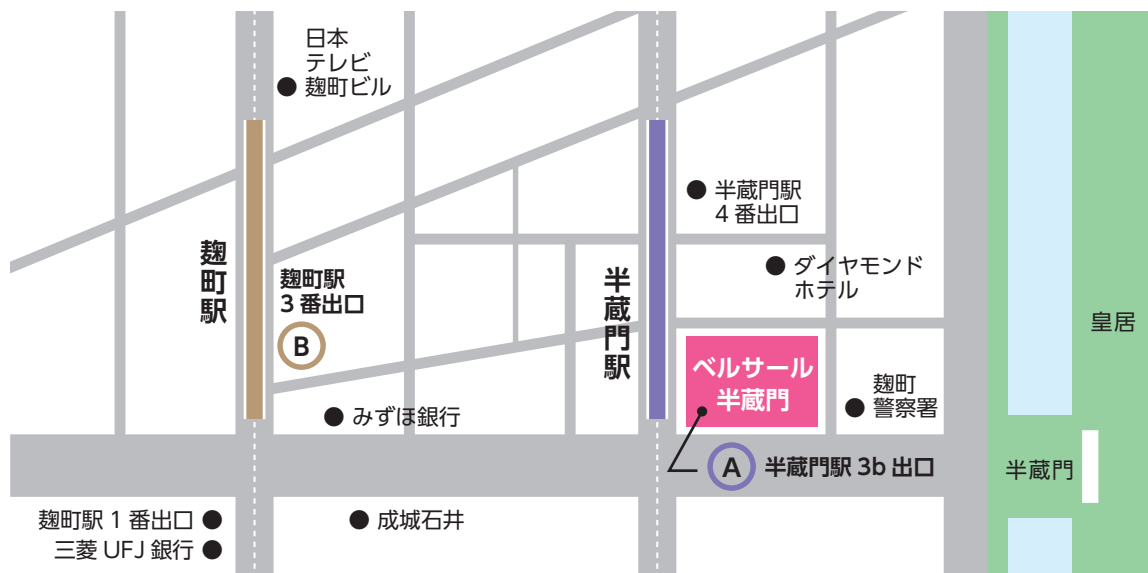 日本
テレビ
麹町ビル
半蔵門駅
4 番出口
麹町駅
麹町駅
3 番出口
B
半蔵門駅
ダイヤモンド
ホテル
皇居
ベルサール
半蔵門
麹町
警察署
みずほ銀行
A 半蔵門駅 3b 出口
半蔵門
麹町駅 1 番出口
三菱 UFJ 銀行
成城石井